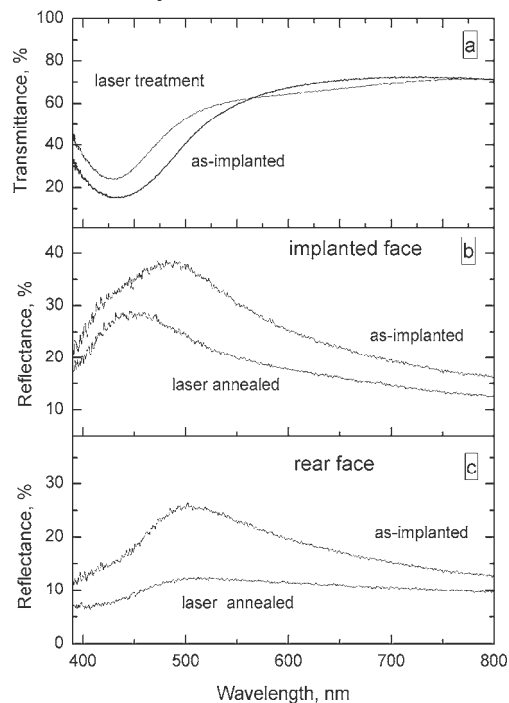 100
80
60
40
20
Transmittance, %
a
laser treatment
as-implanted
40
30
20
10
Reflectance, %
implanted face
b
as-implanted
laser annealed
30
20
10
0
Reflectance, %
rear face
c
as-implanted
laser annealed
400 500 600 700 800
Wavelength, nm